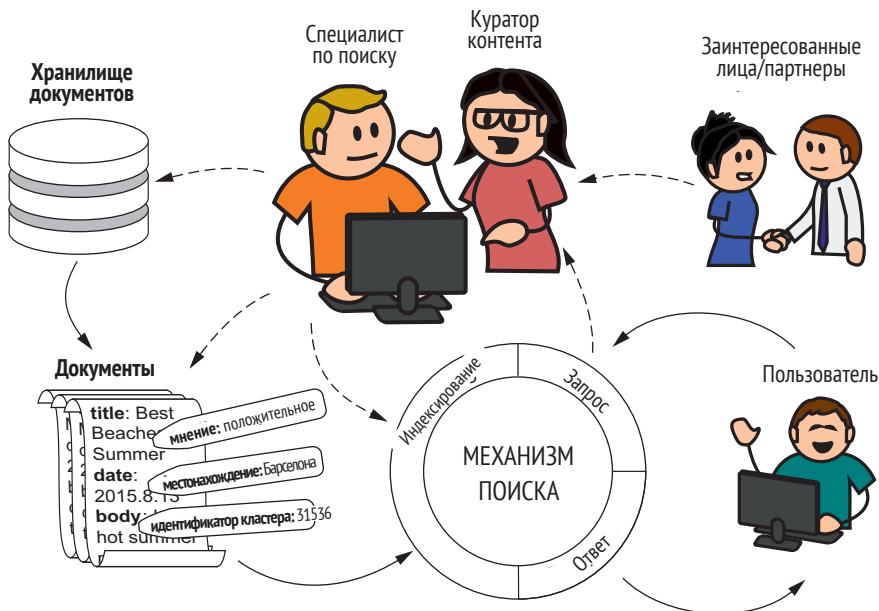 Специалист
по поиску
Куратор
контента
Заинтересованные
лица/партнеры
Хранилище
документов
Документы
title: Best
Beaches
Summer
date:
2015.8.13
body:
hot summer
мнение: положительное
местонахождение: Барселона
идентификатор кластера: 31536
Индексирование
Запрос
Ответ
МЕХАНИЗМ
ПОИСКА
Пользователь